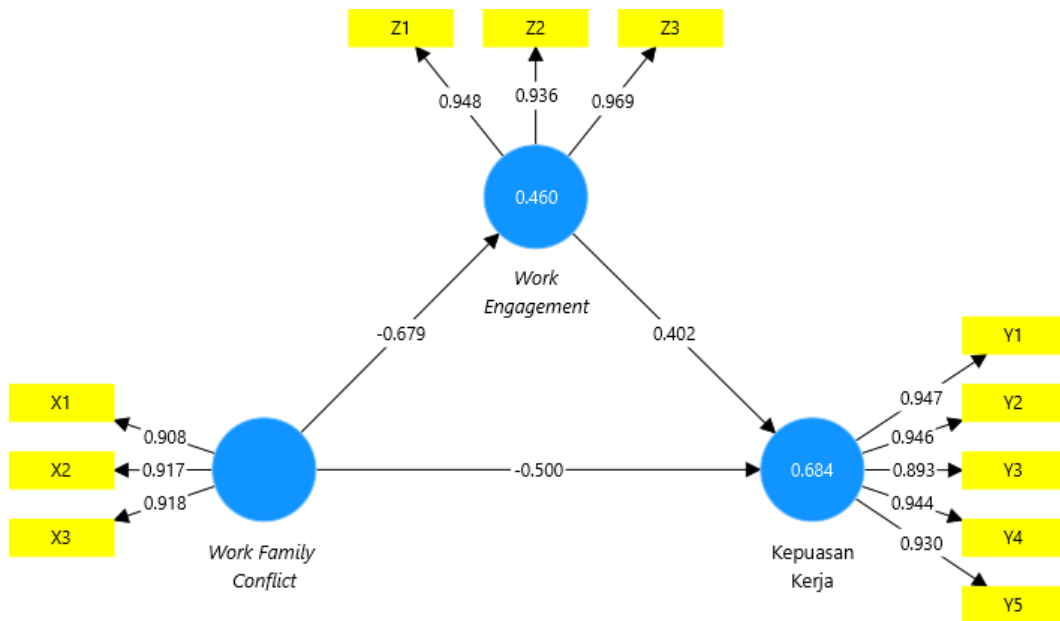 Z1 Z2 Z3
0.948 0.936 0.969
0.460
Work
Engagement
-0.679 0.402
X1
X2
X3
0.908
0.917
0.918
Work Family
Conflict
-0.500
0.684
Kepuasan
Kerja
0.947
0.946
0.893
0.944
0.930
Y1
Y2
Y3
Y4
Y5